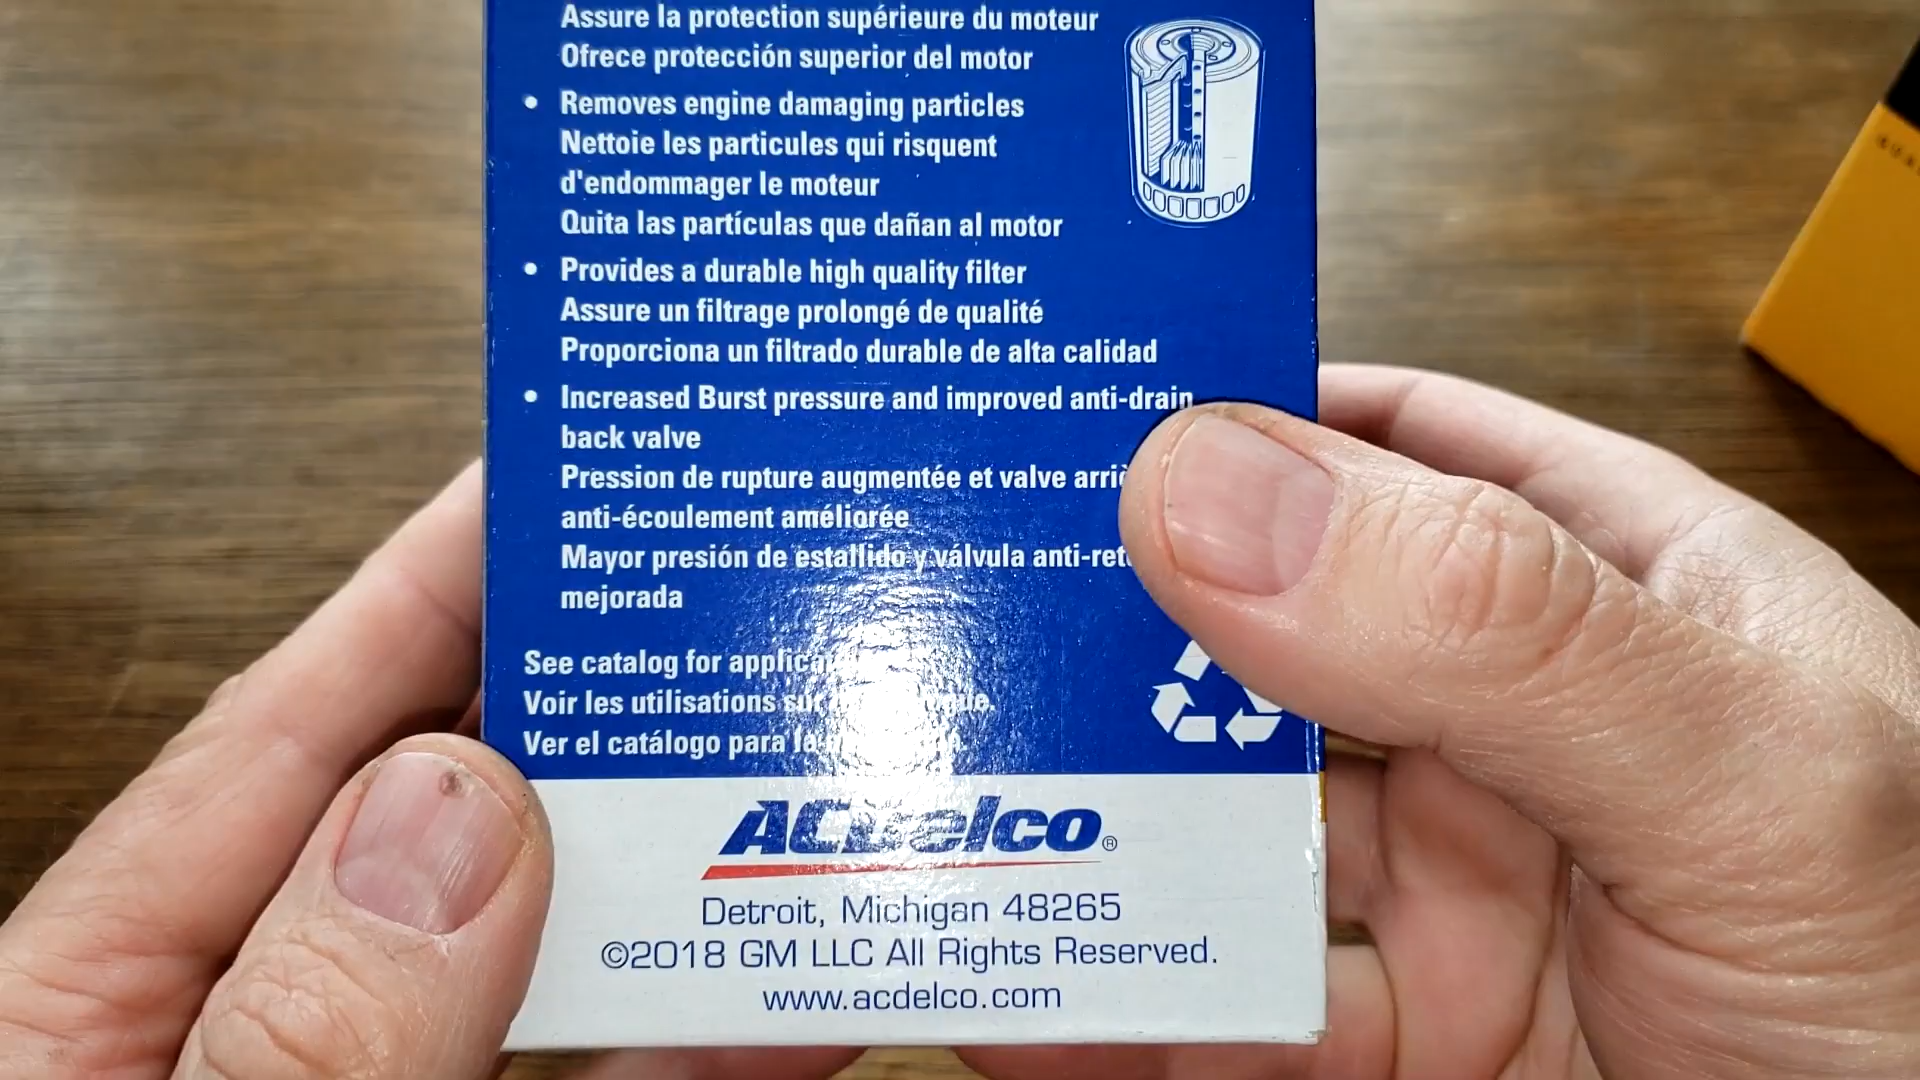 Assure la protection supérieure du moteur
Ofrece protección superior del motor
• Removes engine damaging particles
Nettoie les particules qui risquent
d'endommager le moteur
Quita las partículas que dañan al motor
• Provides a durable high quality filter
Assure un filtrage prolongé de qualité
Proporciona un filtrado durable de alta calidad
• Increased Burst pressure and improved anti-drain
back valve
Pression de rupture augmentée et valve
anti-écoulement améliorée
Mayor presión de estallido y válvula
mejorada
See catalog for
Voir les utilisations
Ver el catálogo para
ACDelco®
Detroit, Michigan 48265
©2018 GM LLC All Rights Reserved.
www.acdelco.com